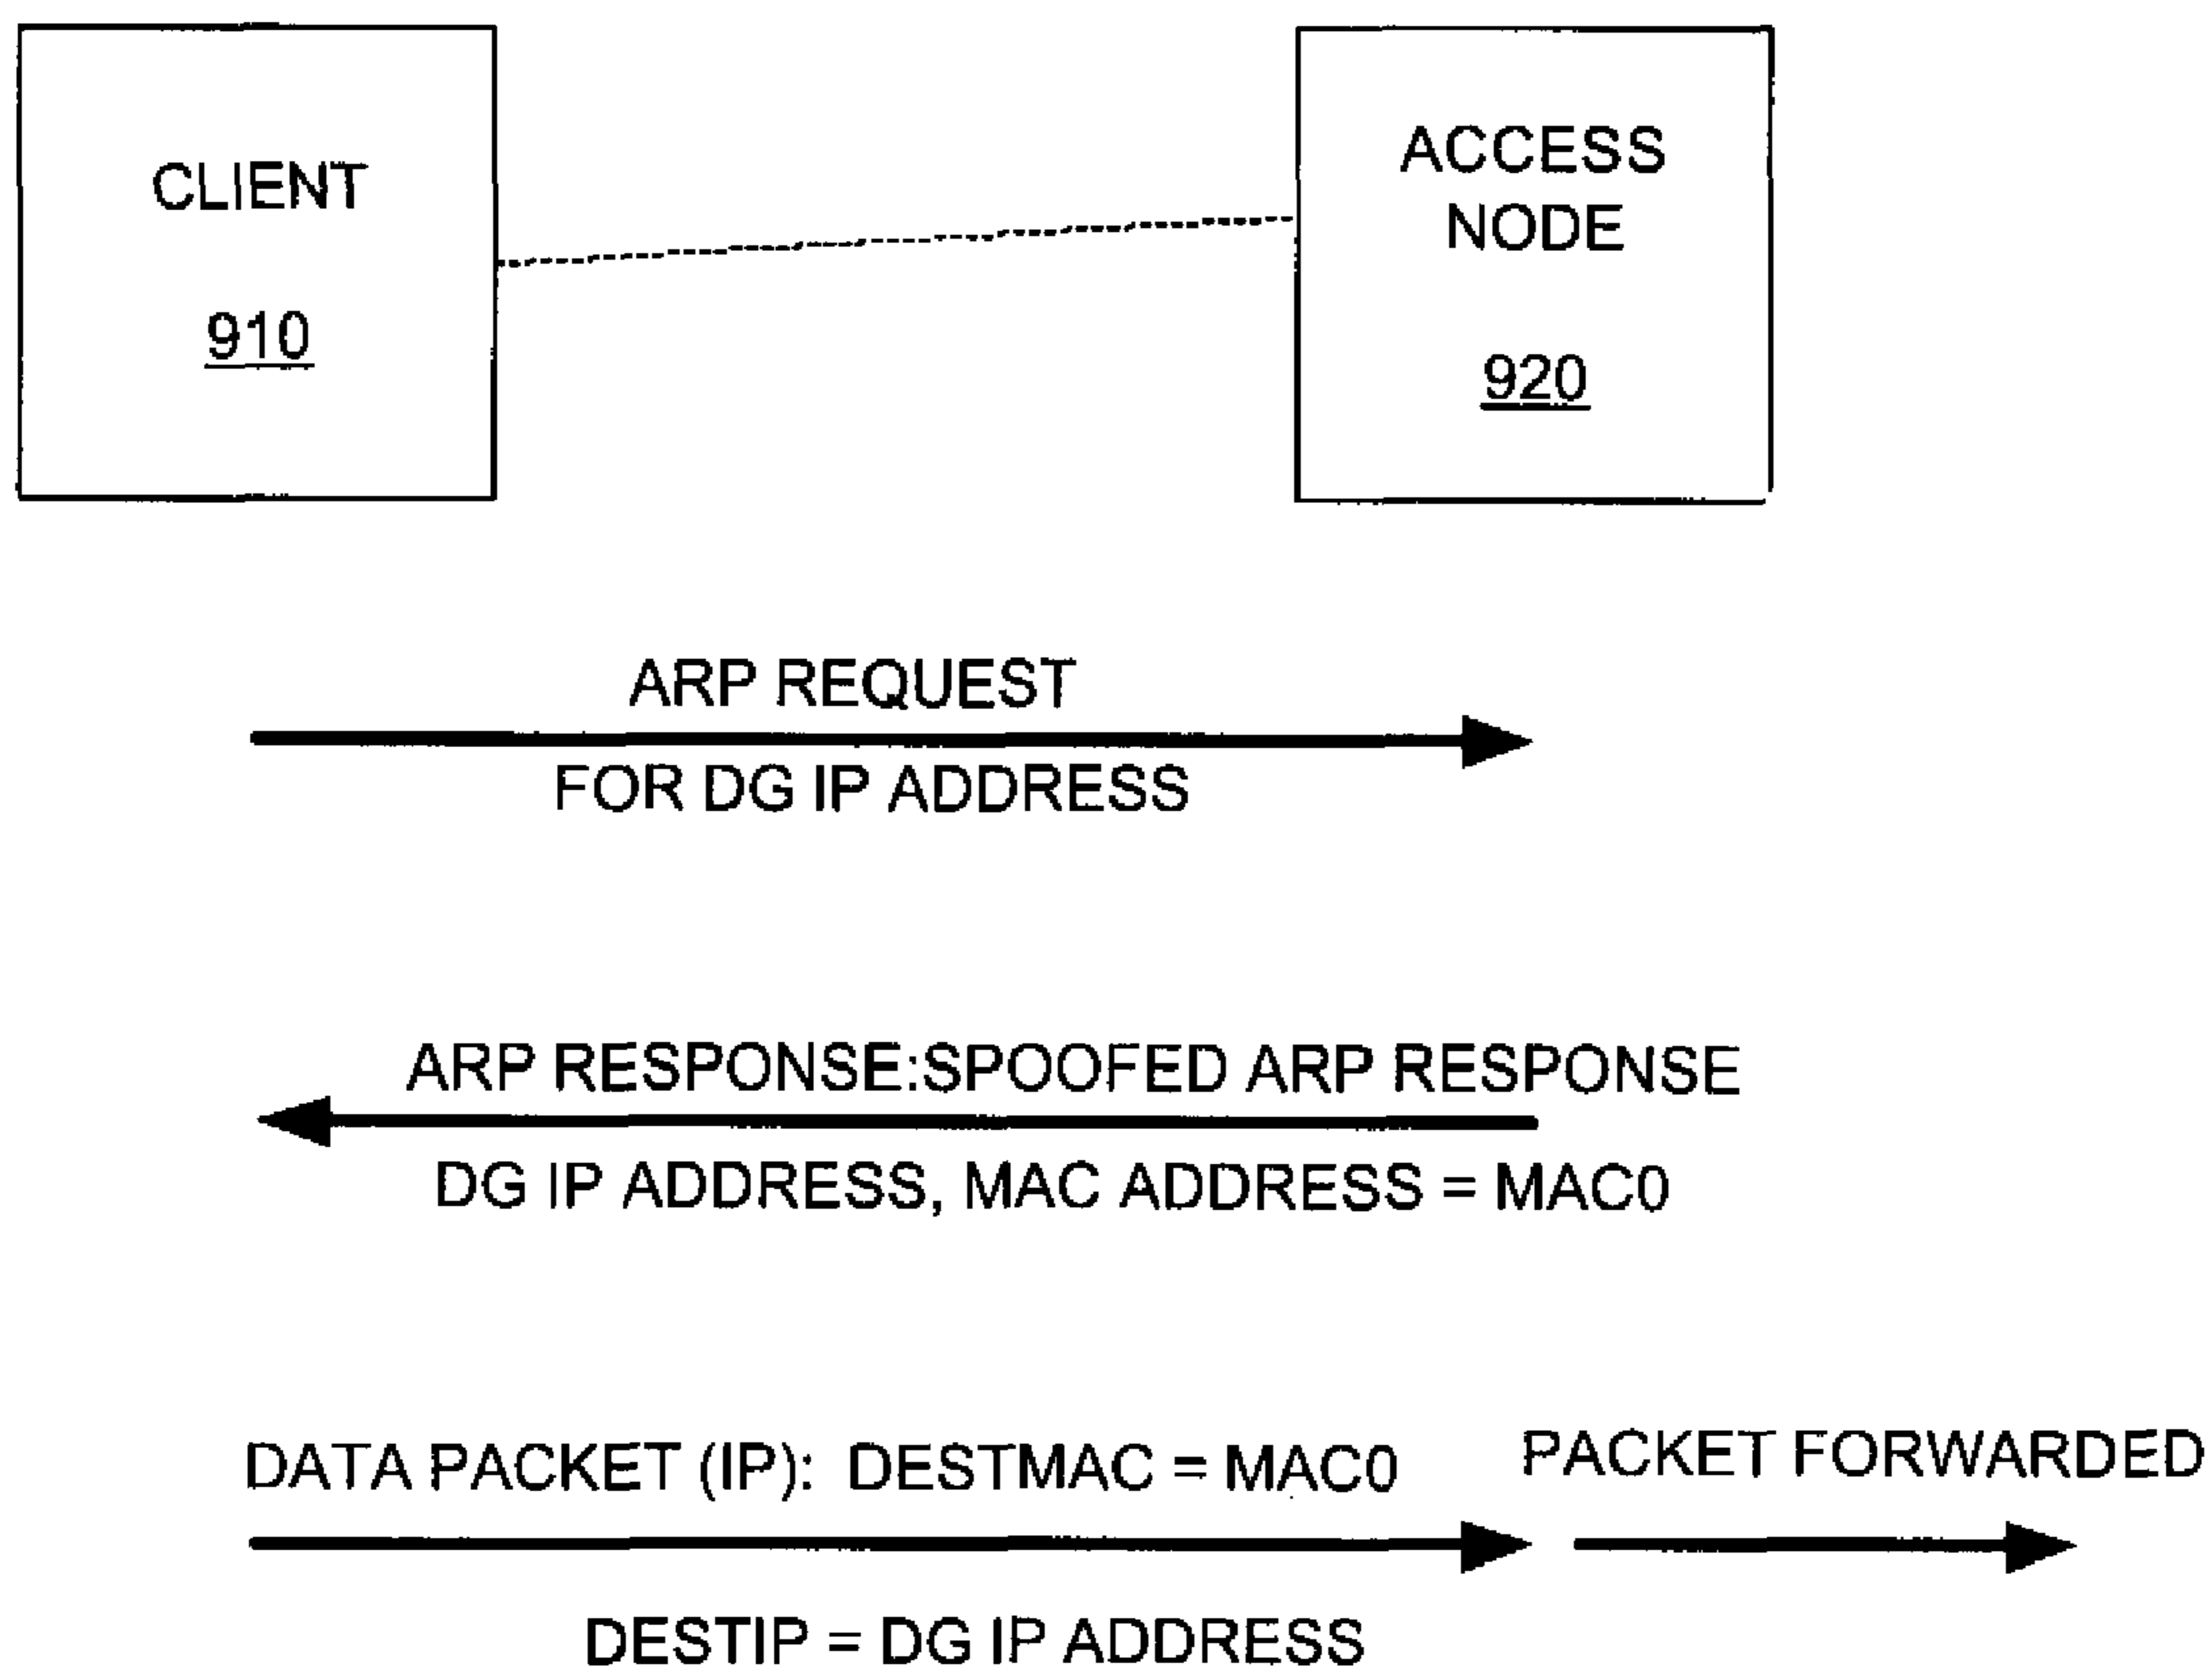 CLIENT
910
ACCESS
NODE
920
ARP REQUEST
FOR DG IP ADDRESS
ARP RESPONSE:SPOOFED ARP RESPONSE
DG IP ADDRESS, MAC ADDRESS = MAC0
DATA PACKET (IP): DESTMAC = MAC0
PACKET FORWARDED
DESTIP = DG IP ADDRESS